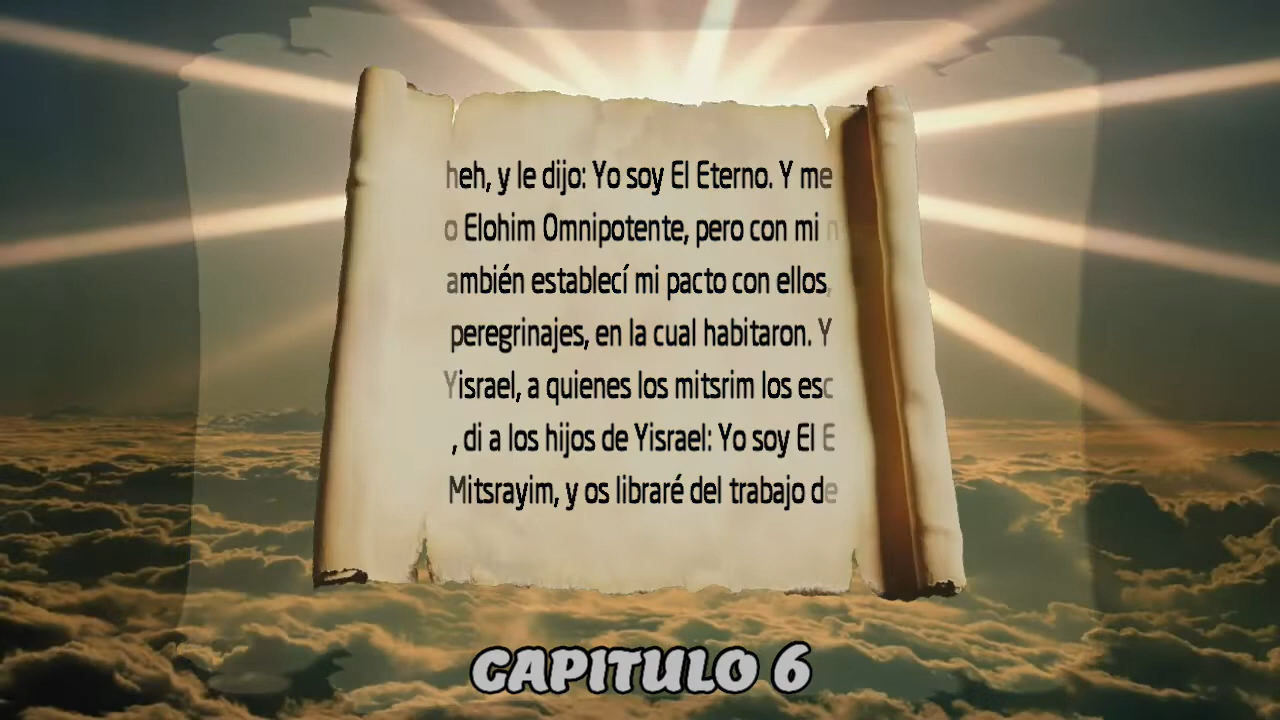 heh, y le dijo: Yo soy El Eterno. Y me
o Elohim Omnipotente, pero con mi
ambién establecí mi pacto con ellos,
peregrinajes, en la cual habitaron. Y
Yisrael, a quienes los mitsrim los esc
, di a los hijos de Yisrael: Yo soy El E
Mitsrayim, y os libraré del trabajo de
CAPITULO 6